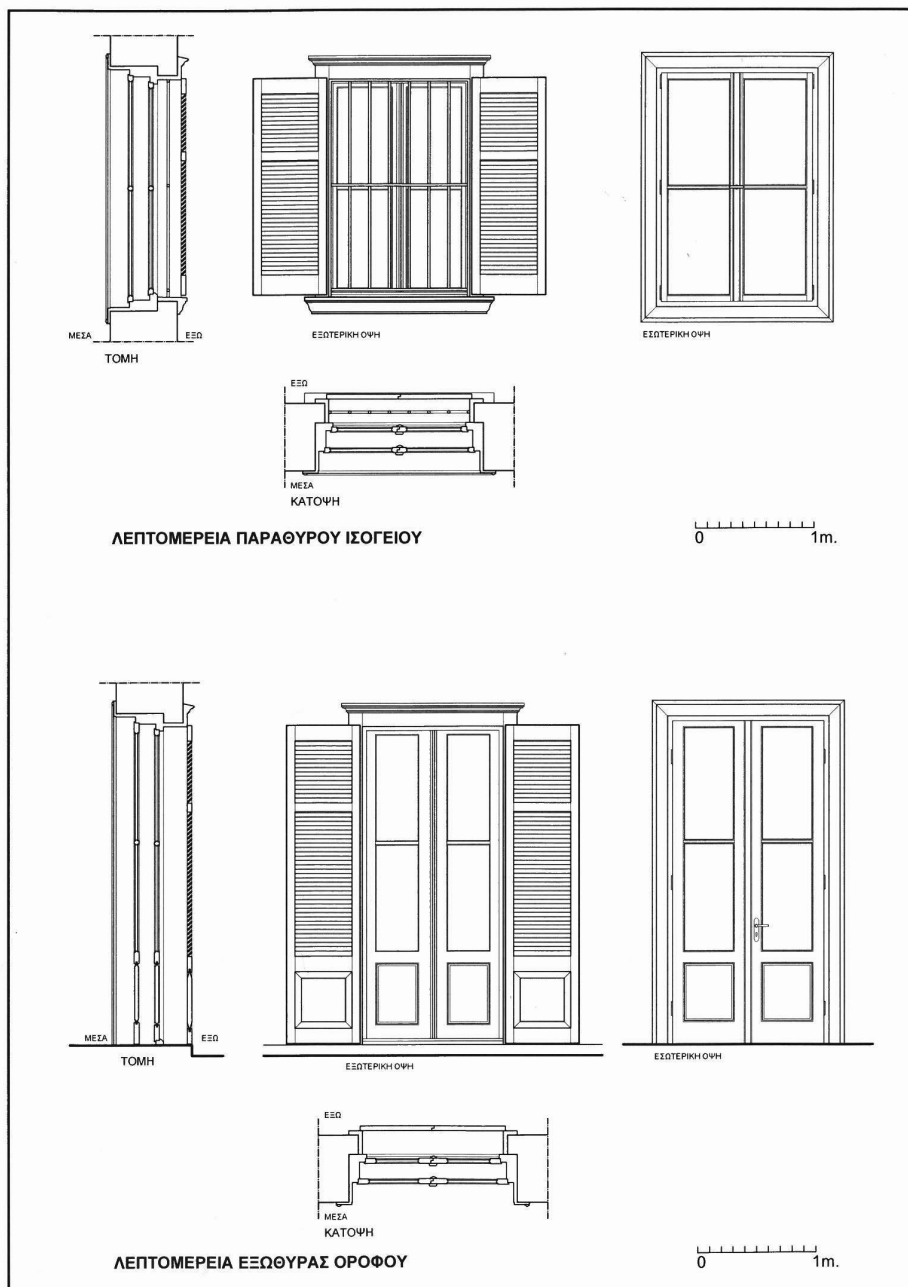 ΜΕΣΑ
ΕΞΩ
ΤΟΜΗ
ΕΞΩΤΕΡΙΚΗ ΟΨΗ
ΕΣΩΤΕΡΙΚΗ ΟΨΗ
ΕΞΩ
ΜΕΣΑ
ΚΑΤΟΨΗ
ΛΕΠΤΟΜΕΡΕΙΑ ΠΑΡΑΘΥΡΟΥ ΙΣΟΓΕΙΟΥ
0 1m.
ΜΕΣΑ
ΕΞΩ
ΤΟΜΗ
ΕΞΩΤΕΡΙΚΗ ΟΨΗ
ΕΣΩΤΕΡΙΚΗ ΟΨΗ
ΕΞΩ
ΜΕΣΑ
ΚΑΤΟΨΗ
ΛΕΠΤΟΜΕΡΕΙΑ ΕΞΩΘΥΡΑΣ ΟΡΟΦΟΥ
0 1m.